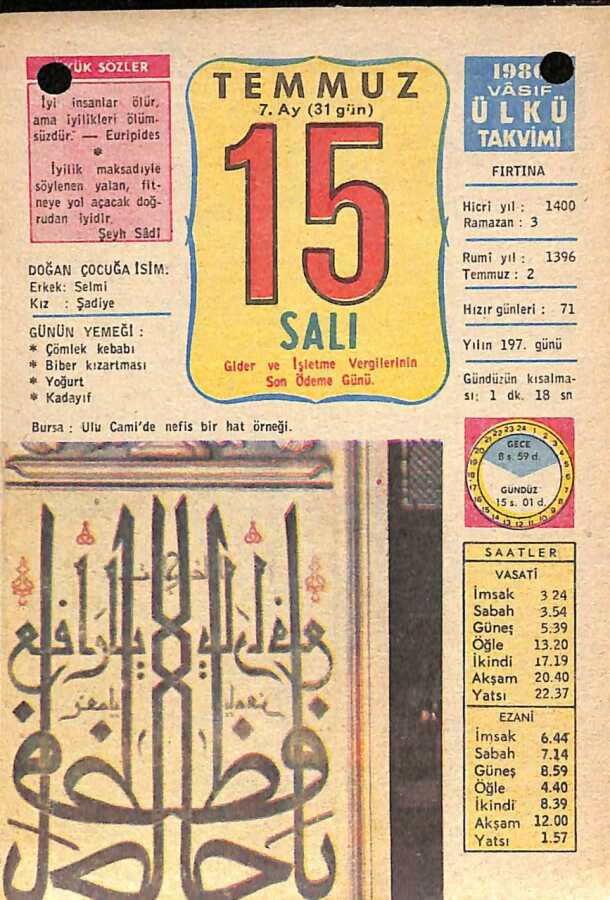 ÜK SÖZLER
İyi insanlar ölür,
ama iyilikleri ölüm-
süzdür. — Euripides
*
İyilik maksadıyle
söylenen yalan, fit-
neye yol açacak doğ-
rudan iyidir.
Şeyh Sâdi
DOĞAN ÇOCUĞA İSİM:
Erkek: Selmi
Kız : Şadiye
GÜNÜN YEMEĞİ :
* Çömlek kebabı
* Biber kızartması
* Yoğurt
* Kadayıf
TEMMUZ
7. Ay (31 gün)
15
SALI
Gider ve İşletme Vergilerinin
Son Ödeme Günü.
198
VÂSIF
ÜLKÜ
TAKVİMİ
FIRTINA
Hicri yıl : 1400
Ramazan : 3
Rumi yıl : 1396
Temmuz : 2
Hızır günleri : 71
Yılın 197. günü
Gündüzün kısalma-
sı: 1 dk. 18 sn
Bursa : Ulu Cami'de nefis bir hat örneği.
GECE
8 s. 59 d.
GÜNDÜZ
15 s. 01 d.
SAATLER
VASATİ
İmsak 3 24
Sabah 3.54
Güneş 5.39
Öğle 13.20
İkindi 17.19
Akşam 20.40
Yatsı 22.37
EZANİ
İmsak 6.44
Sabah 7.14
Güneş 8.59
Öğle 4.40
İkindi 8.39
Akşam 12.00
Yatsı 1.57